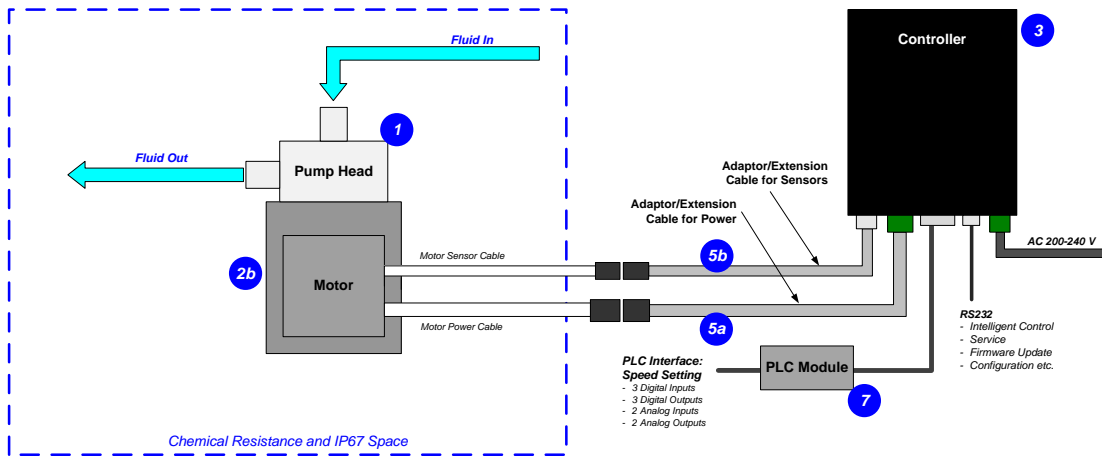 Fluid In
Controller
3
1
Fluid Out
Pump Head
Adaptor/Extension
Cable for Sensors
Adaptor/Extension
Cable for Power
AC 200-240 V
Motor Sensor Cable
5b
2b
Motor
Motor Power Cable
5a
RS232
- Intelligent Control
- Service
- Firmware Update
- Configuration etc.
PLC Interface:
Speed Setting
- 3 Digital Inputs
- 3 Digital Outputs
- 2 Analog Inputs
- 2 Analog Outputs
PLC Module
7
Chemical Resistance and IP67 Space